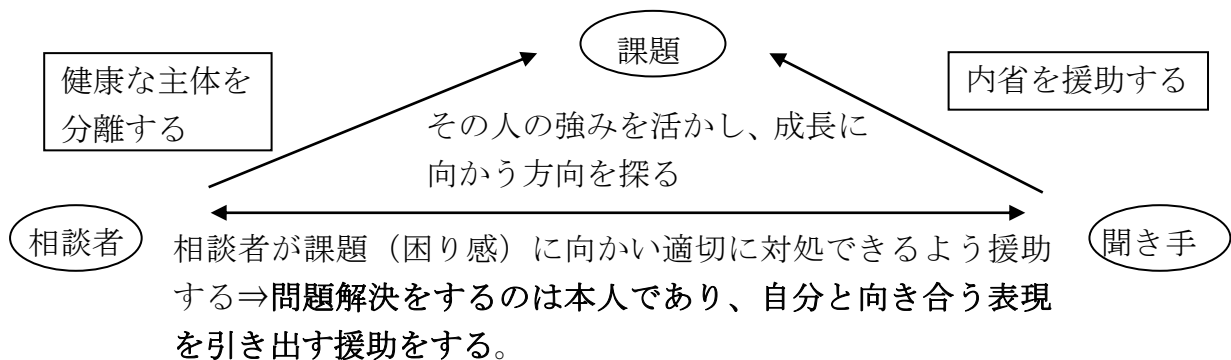 課題
健康な主体を
分離する
内省を援助する
その人の強みを活かし、成長に
向かう方向を探る
相談者
聞き手
相談者が課題（困り感）に向かい適切に対処できるよう援助
する⇒問題解決をするのは本人であり、自分と向き合う表現
を引き出す援助をする。